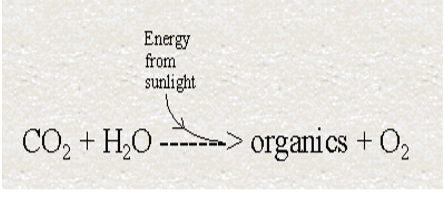 Energy
from
sunlight
CO₂ + H₂O -------> organics + O₂